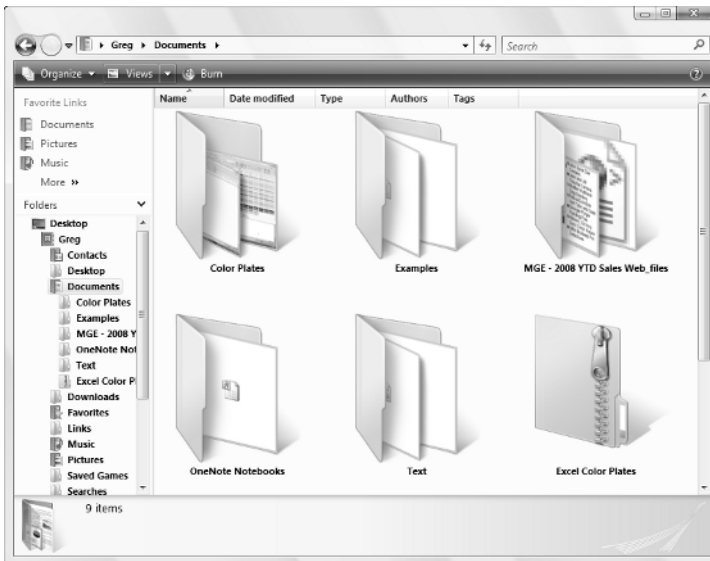 Greg Documents
Search
Organize Views Burn
Favorite Links
Documents
Pictures
Music
More
Folders
Desktop
Greg
Contacts
Desktop
Documents
Color Plates
Examples
MGE - 2008 Y
OneNote Not
Text
Excel Color P
Downloads
Favorites
Links
Music
Pictures
Saved Games
Searches
Name Date modified Type Authors Tags
Color Plates Examples MGE - 2008 YTD Sales Web_files
OneNote Notebooks Text Excel Color Plates
9 items